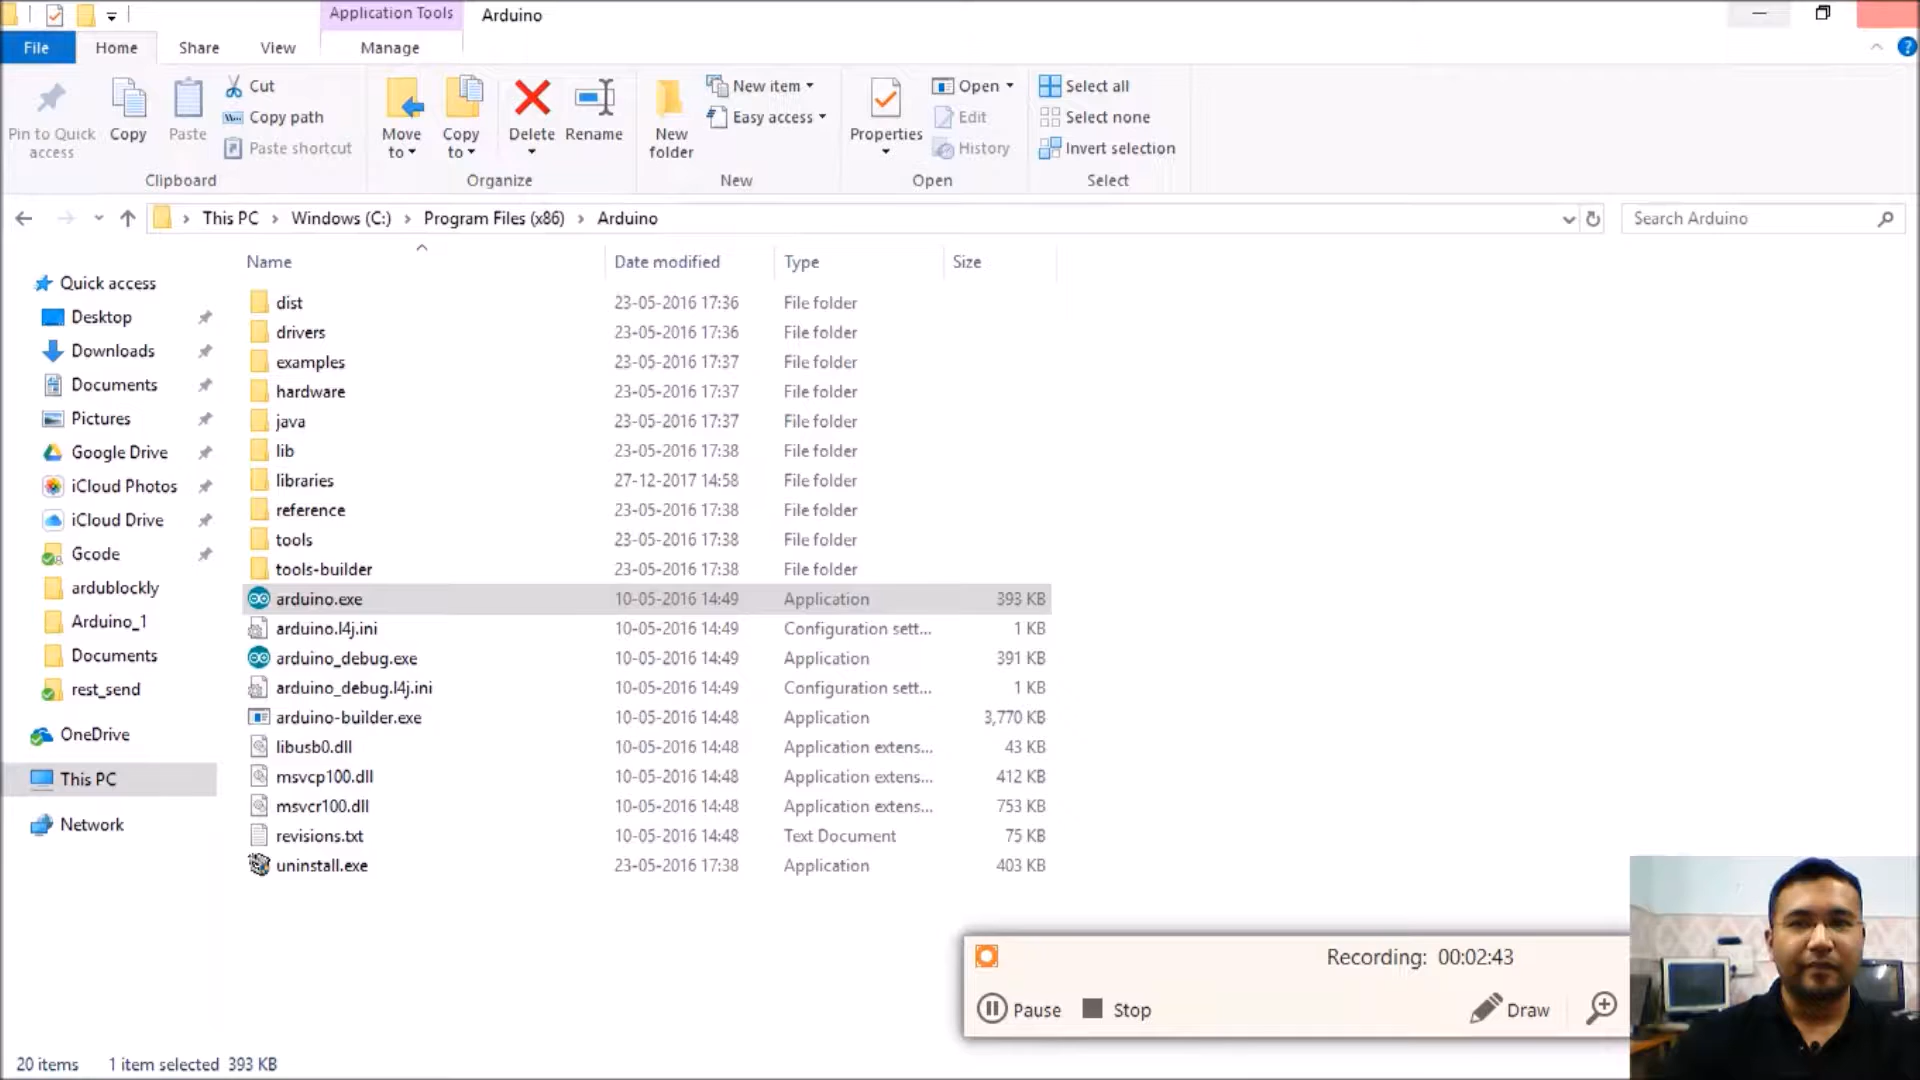 Application Tools
Arduino
File
Home
Share
View
Manage
Pin to Quick access
Copy
Paste
Cut
Copy path
Paste shortcut
Clipboard
Move to
Copy to
Delete
Rename
Organize
New folder
New item
Easy access
New
Properties
Open
Edit
History
Open
Select all
Select none
Invert selection
Select
This PC > Windows (C:) > Program Files (x86) > Arduino
Search Arduino
Quick access
Desktop
Downloads
Documents
Pictures
Google Drive
iCloud Photos
iCloud Drive
Gcode
ardublockly
Arduino_1
Documents
rest_send
OneDrive
This PC
Network
Name Date modified Type Size
dist 23-05-2016 17:36 File folder
drivers 23-05-2016 17:36 File folder
examples 23-05-2016 17:37 File folder
hardware 23-05-2016 17:37 File folder
java 23-05-2016 17:37 File folder
lib 23-05-2016 17:38 File folder
libraries 27-12-2017 14:58 File folder
reference 23-05-2016 17:38 File folder
tools 23-05-2016 17:38 File folder
tools-builder 23-05-2016 17:38 File folder
arduino.exe 10-05-2016 14:49 Application 393 KB
arduino.l4j.ini 10-05-2016 14:49 Configuration sett... 1 KB
arduino_debug.exe 10-05-2016 14:49 Application 391 KB
arduino_debug.l4j.ini 10-05-2016 14:49 Configuration sett... 1 KB
arduino-builder.exe 10-05-2016 14:48 Application 3,770 KB
libusb0.dll 10-05-2016 14:48 Application extens... 43 KB
msvcp100.dll 10-05-2016 14:48 Application extens... 412 KB
msvcr100.dll 10-05-2016 14:48 Application extens... 753 KB
revisions.txt 10-05-2016 14:48 Text Document 75 KB
uninstall.exe 23-05-2016 17:38 Application 403 KB
Recording: 00:02:43
Pause
Stop
Draw
20 items 1 item selected 393 KB